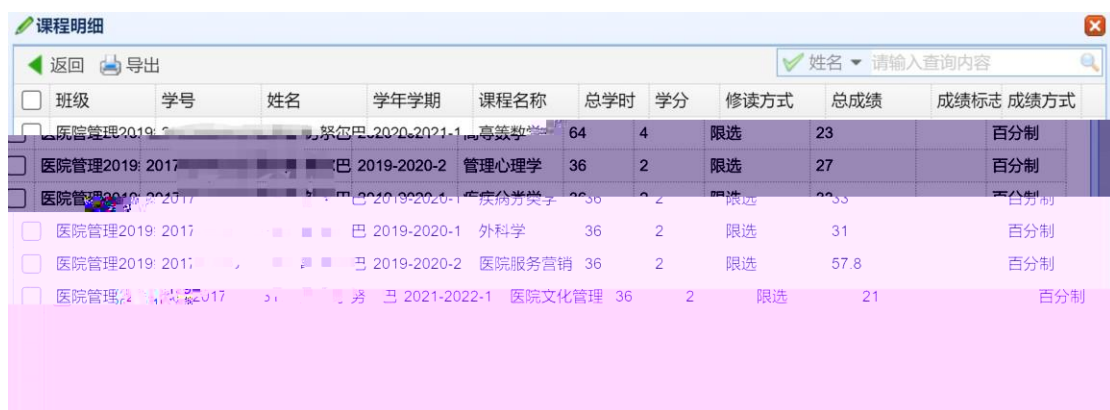 课程明细
返回 导出 姓名 请输入查询内容
班级 学号 姓名 学年学期 课程名称 总学时 学分 修读方式 总成绩 成绩标志 成绩方式
医院管理2019 努尔巴 2020-2021-1 高等数学 64 4 限选 23 百分制
医院管理2019 2017 尔巴 2019-2020-2 管理心理学 36 2 限选 27 百分制
医院管理2019 2017 努 巴 2019-2020-1 疾病分类学 36 2 限选 33 百分制
医院管理2019 2017 巴 2019-2020-1 外科学 36 2 限选 31 百分制
医院管理2019 2017 2019-2020-2 医院服务营销 36 2 限选 57.8 百分制
医院管理 2017 努 2021-2022-1 医院文化管理 36 2 限选 21 百分制